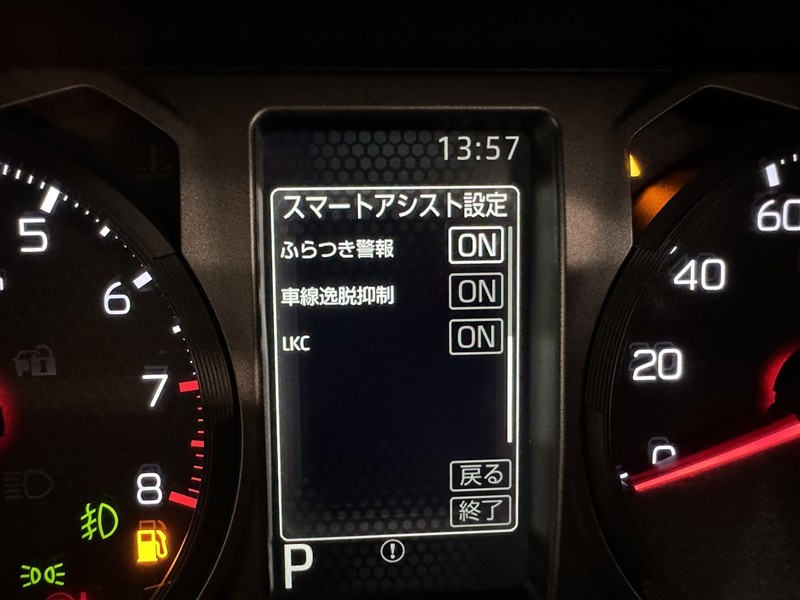 13:57
スマートアシスト設定
ふらつき警報 ON
車線逸脱抑制 ON
LKC ON
戻る
終了
P
5
6
7
8
60
40
20
0